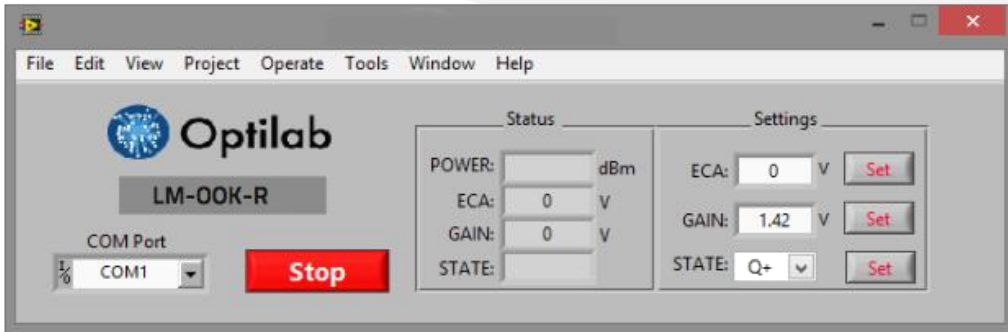 File Edit View Project Operate Tools Window Help
Optilab
LM-OOK-R
COM Port
I/O COM1
Stop
Status
POWER: dBm
ECA: 0 V
GAIN: 0 V
STATE:
Settings
ECA: 0 V Set
GAIN: 1.42 V Set
STATE: Q+ Set